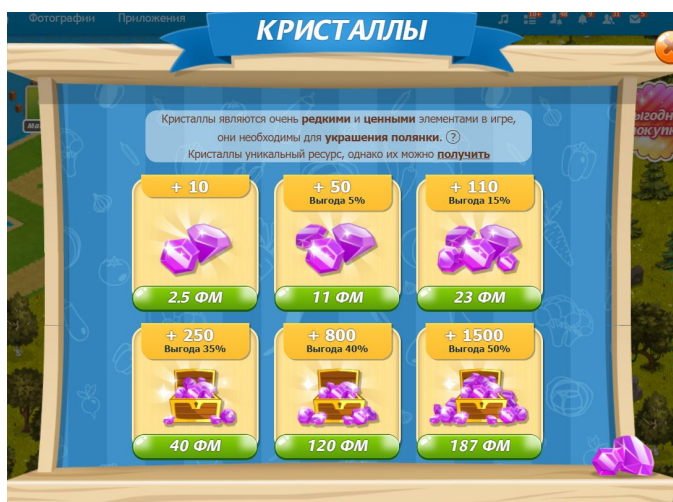 Фотографии Приложения
КРИСТАЛЛЫ
Кристаллы являются очень редкими и ценными элементами в игре,
они необходимы для украшения полянки. ?
Кристаллы уникальный ресурс, однако их можно получить
+ 10
2.5 ФМ
+ 50
Выгода 5%
11 ФМ
+ 110
Выгода 15%
23 ФМ
+ 250
Выгода 35%
40 ФМ
+ 800
Выгода 40%
120 ФМ
+ 1500
Выгода 50%
187 ФМ